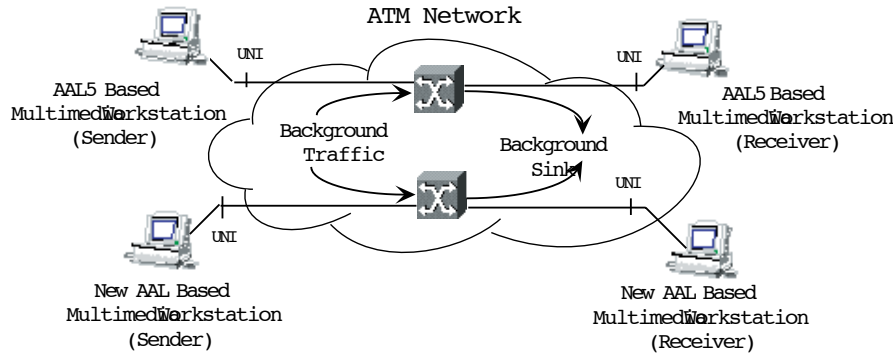 ATM Network
UNI
UNI
AAL5 Based
Multimedia Workstation
(Sender)
AAL5 Based
Multimedia Workstation
(Receiver)
Background
Traffic
Background
Sink
UNI
UNI
New AAL Based
Multimedia Workstation
(Sender)
New AAL Based
Multimedia Workstation
(Receiver)